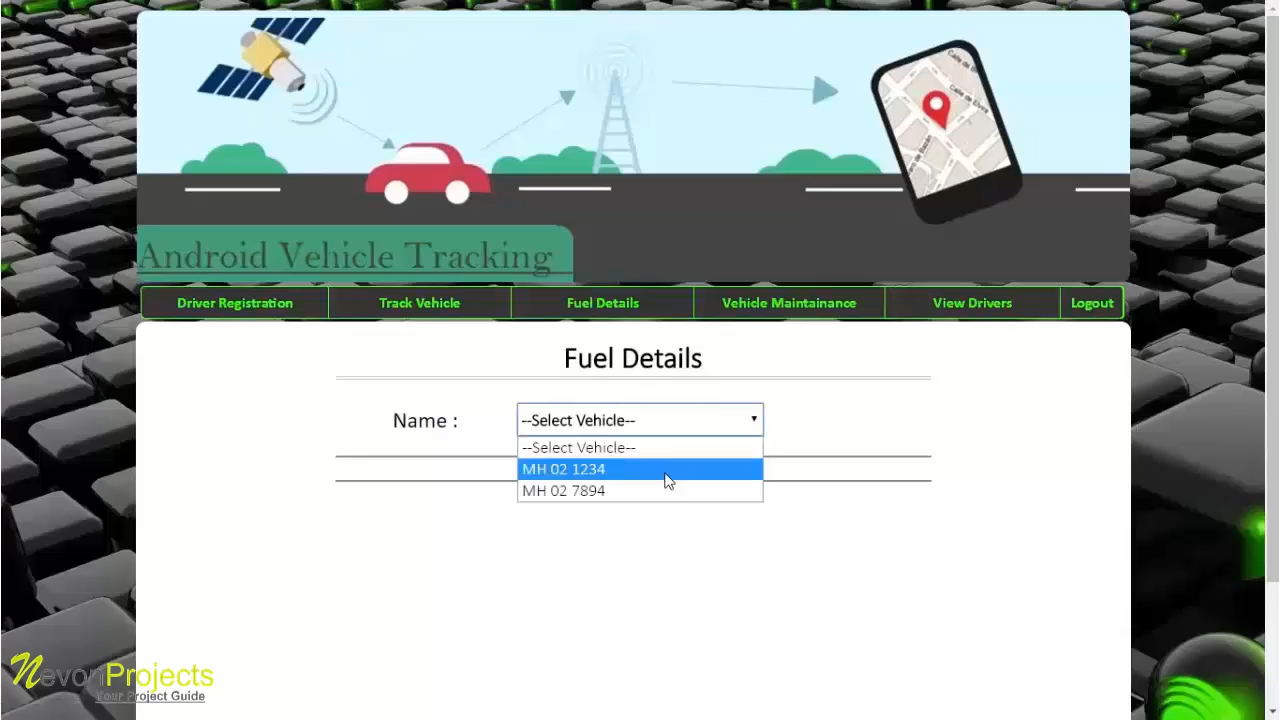 Android Vehicle Tracking
Driver Registration Track Vehicle Fuel Details Vehicle Maintainance View Drivers Logout
Fuel Details
Name : --Select Vehicle--
--Select Vehicle--
MH 02 1234
MH 02 7894
NevonProjects
Your Project Guide